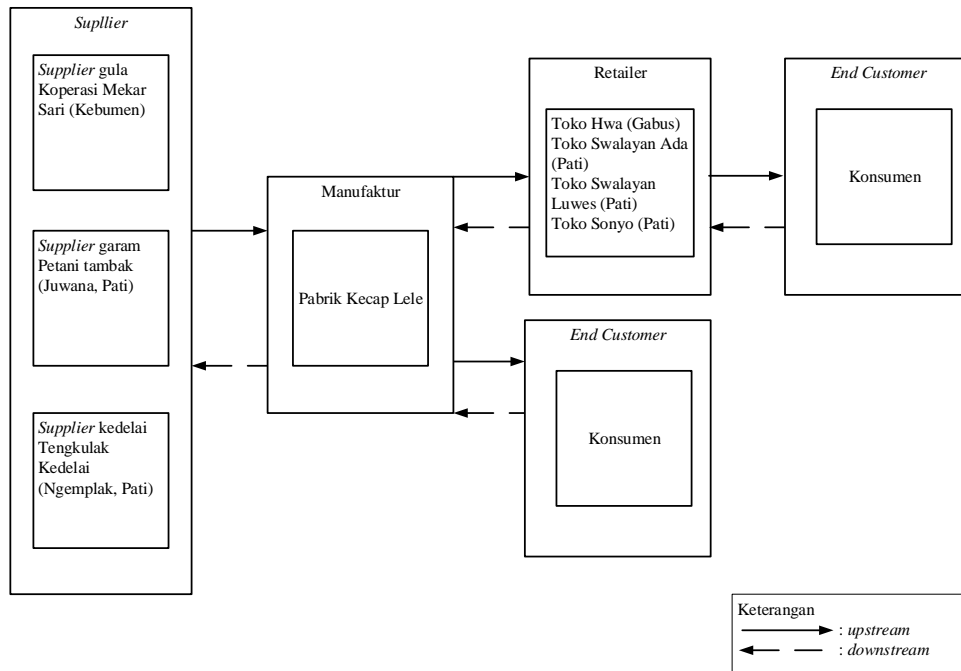 Supllier
Supplier gula
Koperasi Mekar
Sari (Kebumen)
Supplier garam
Petani tambak
(Juwana, Pati)
Supplier kedelai
Tengkulak
Kedelai
(Ngemplak, Pati)
Manufaktur
Pabrik Kecap Lele
Retailer
Toko Hwa (Gabus)
Toko Swalayan Ada
(Pati)
Toko Swalayan
Luwes (Pati)
Toko Sonyo (Pati)
End Customer
Konsumen
End Customer
Konsumen
Keterangan
: upstream
: downstream